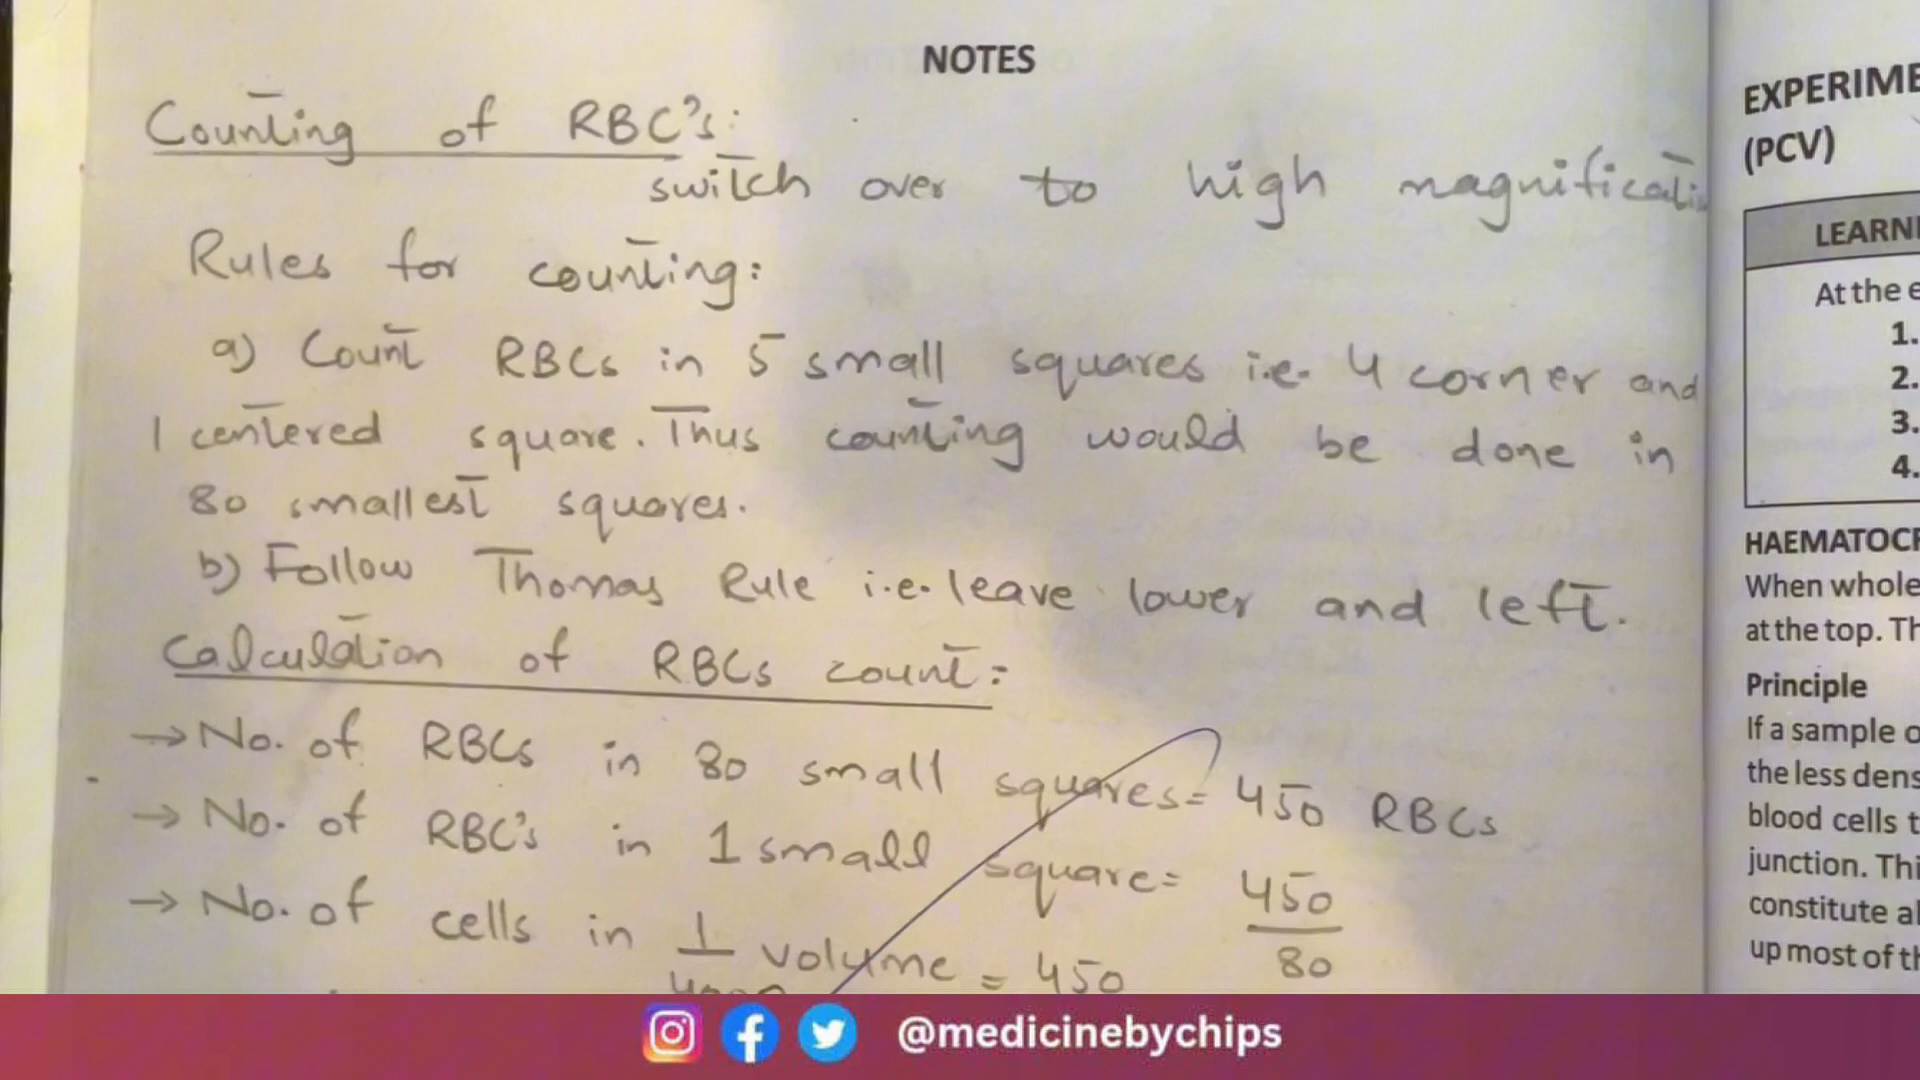 NOTES
Counting of RBC's:
switch over to high magnificati
Rules for counting:
a) Count RBCs in 5 small squares i.e. 4 corner and
1 centered square. Thus counting would be done in
80 smallest squares.
b) Follow Thomas Rule i.e. leave lower and left.
Calculation of RBCs count:
→ No. of RBCs in 80 small squares = 450 RBCs
→ No. of RBC's in 1 small square = 450
80
→ No. of cells in 1 volume = 450
EXPERIME
(PCV)
LEARNI
At the e
1.
2.
3.
4.
HAEMATOCR
When whole
at the top. Th
Principle
If a sample o
the less dens
blood cells t
junction. Thi
constitute al
up most of th
@medicinebychips